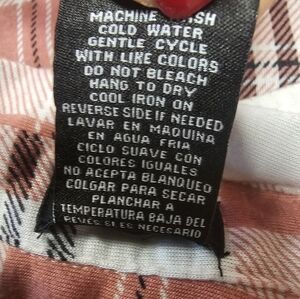 MACHINE WASH
COLD WATER
GENTLE CYCLE
WITH LIKE COLORS
DO NOT BLEACH
HANG TO DRY
COOL IRON ON
REVERSE SIDE IF NEEDED
LAVAR EN MAQUINA
EN AGUA FRIA
CICLO SUAVE CON
COLORES IGUALES
NO ACEPTA BLANQUEO
COLGAR PARA SECAR
PLANCHAR A
TEMPERATURA BAJA DEL
REVES SI ES NECESARIO